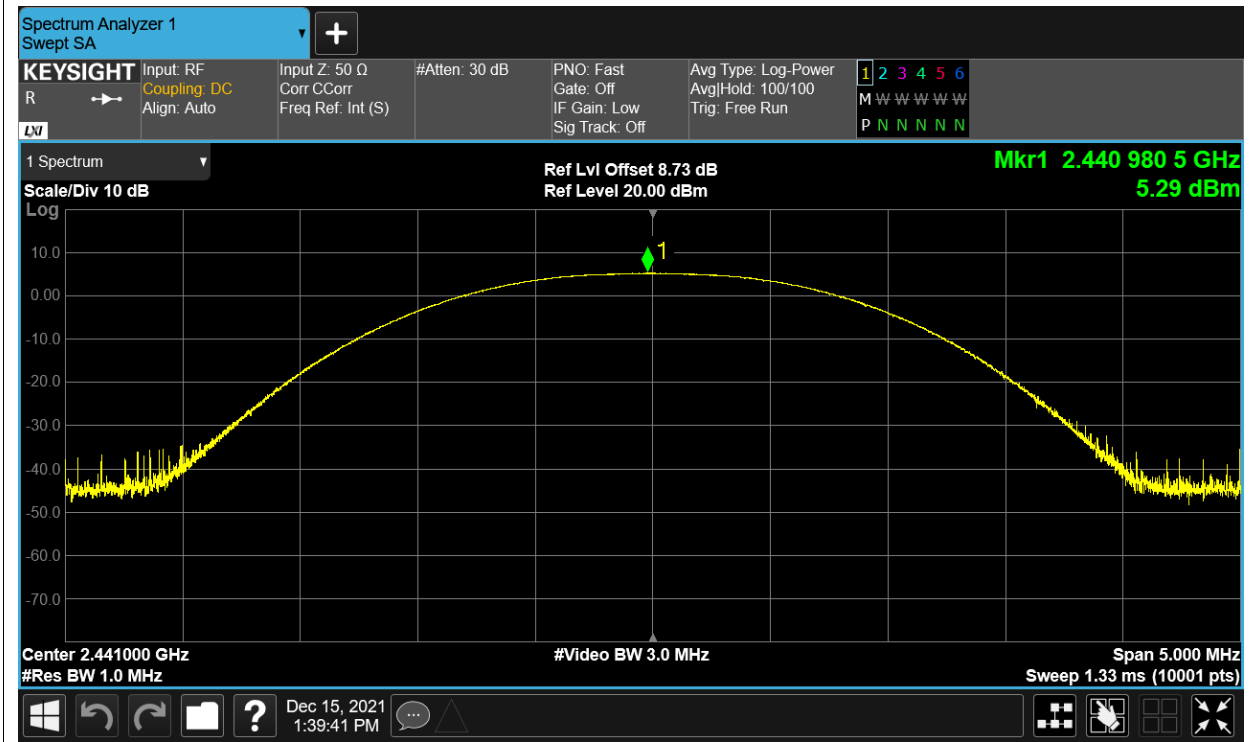 Spectrum Analyzer 1
Swept SA
KEYSIGHT
R
LXI
Input: RF
Coupling: DC
Align: Auto
Input Z: 50 Ω
Corr CCorr
Freq Ref: Int (S)
#Atten: 30 dB
PNO: Fast
Gate: Off
IF Gain: Low
Sig Track: Off
Avg Type: Log-Power
Avg|Hold: 100/100
Trig: Free Run
1 2 3 4 5 6
M W W W W W
P N N N N N
1 Spectrum
Scale/Div 10 dB
Ref Lvl Offset 8.73 dB
Ref Level 20.00 dBm
Mkr1 2.440 980 5 GHz
5.29 dBm
Log
10.0
0.00
-10.0
-20.0
-30.0
-40.0
-50.0
-60.0
-70.0
1
Center 2.441000 GHz
#Res BW 1.0 MHz
#Video BW 3.0 MHz
Span 5.000 MHz
Sweep 1.33 ms (10001 pts)
?
Dec 15, 2021
1:39:41 PM